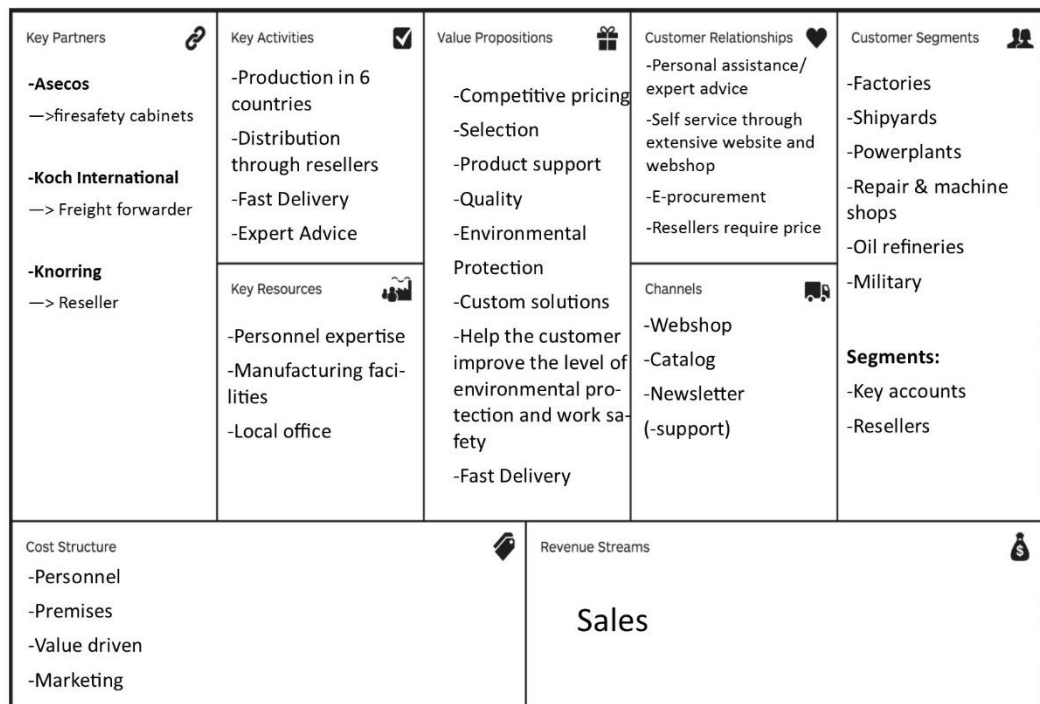 Key Partners
-Asecos
—>firesafety cabinets
-Koch International
—> Freight forwarder
-Knorring
—> Reseller
Key Activities
-Production in 6
countries
-Distribution
through resellers
-Fast Delivery
-Expert Advice
Key Resources
-Personnel expertise
-Manufacturing faci-
lities
-Local office
Value Propositions
-Competitive pricing
-Selection
-Product support
-Quality
-Environmental
Protection
-Custom solutions
-Help the customer
improve the level of
environmental pro-
tection and work sa-
fety
-Fast Delivery
Customer Relationships
-Personal assistance/
expert advice
-Self service through
extensive website and
webshop
-E-procurement
-Resellers require price
Channels
-Webshop
-Catalog
-Newsletter
(-support)
Customer Segments
-Factories
-Shipyards
-Powerplants
-Repair & machine
shops
-Oil refineries
-Military
Segments:
-Key accounts
-Resellers
Cost Structure
-Personnel
-Premises
-Value driven
-Marketing
Revenue Streams
$
Sales